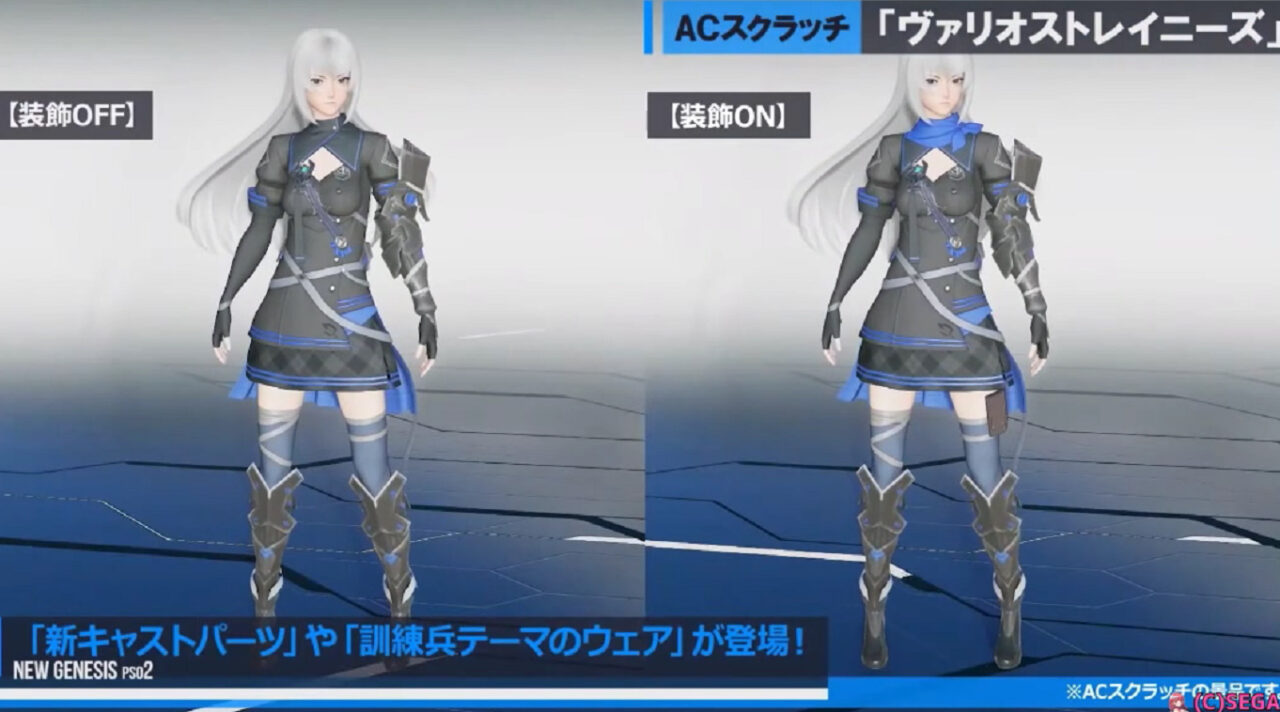 ACスクラッチ 「ヴァリオストレイニーズ」
【装飾OFF】
【装飾ON】
「新キャストパーツ」や「訓練兵テーマのウェア」が登場!
NEW GENESIS PSO2
※ACスクラッチの景品です
(C)SEGA